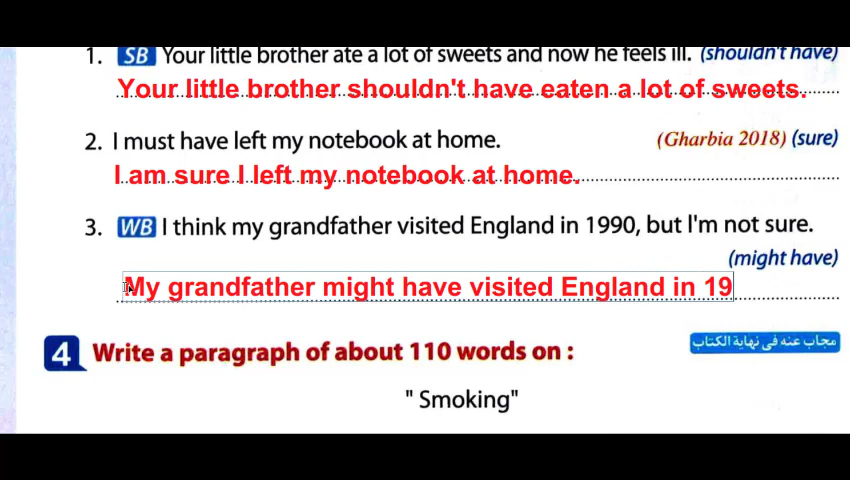 1. SB Your little brother ate a lot of sweets and now he feels ill. (shouldn't have)
Your little brother shouldn't have eaten a lot of sweets.
2. I must have left my notebook at home. (Gharbia 2018) (sure)
I am sure I left my notebook at home.
3. WB I think my grandfather visited England in 1990, but I'm not sure.
(might have)
My grandfather might have visited England in 19
4 Write a paragraph of about 110 words on : مجاب عنه فى نهاية الكتاب
" Smoking"